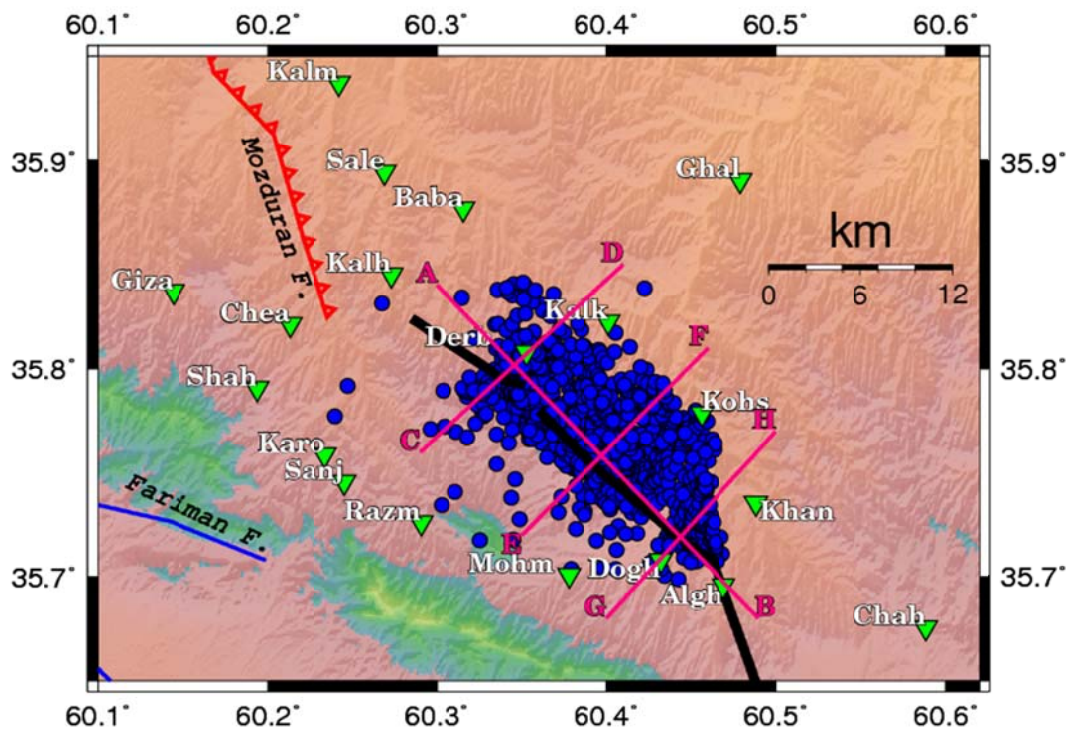 60.1° 60.2° 60.3° 60.4° 60.5° 60.6°
Kalm
35.9° 35.9°
Sale
Ghal
Baba
Mozduran F.
km
D
Kalh
A
Giza
0 6 12
Kalk
Chea
Derb
F
35.8° 35.8°
Shah
Kohs
H
C
Karo
Sanj
Fariman F.
Razm
Khan
E
Mohm
Dogh
35.7° 35.7°
Algh
G
B
Chah
60.1° 60.2° 60.3° 60.4° 60.5° 60.6°